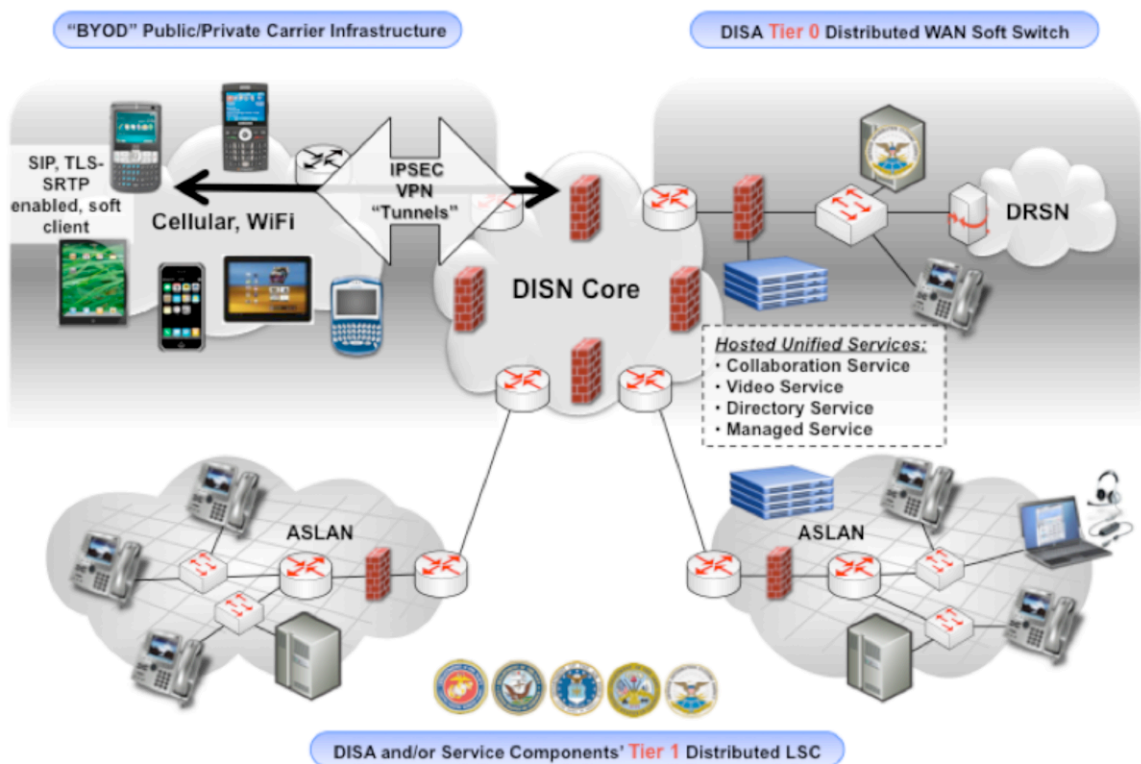 “BYOD” Public/Private Carrier Infrastructure
DISA Tier 0 Distributed WAN Soft Switch
SIP, TLS-
SRTP
enabled, soft
client
Cellular, WiFi
IPSEC
VPN
“Tunnels”
DISN Core
DRSN
Hosted Unified Services:
· Collaboration Service
· Video Service
· Directory Service
· Managed Service
ASLAN
ASLAN
DISA and/or Service Components’ Tier 1 Distributed LSC